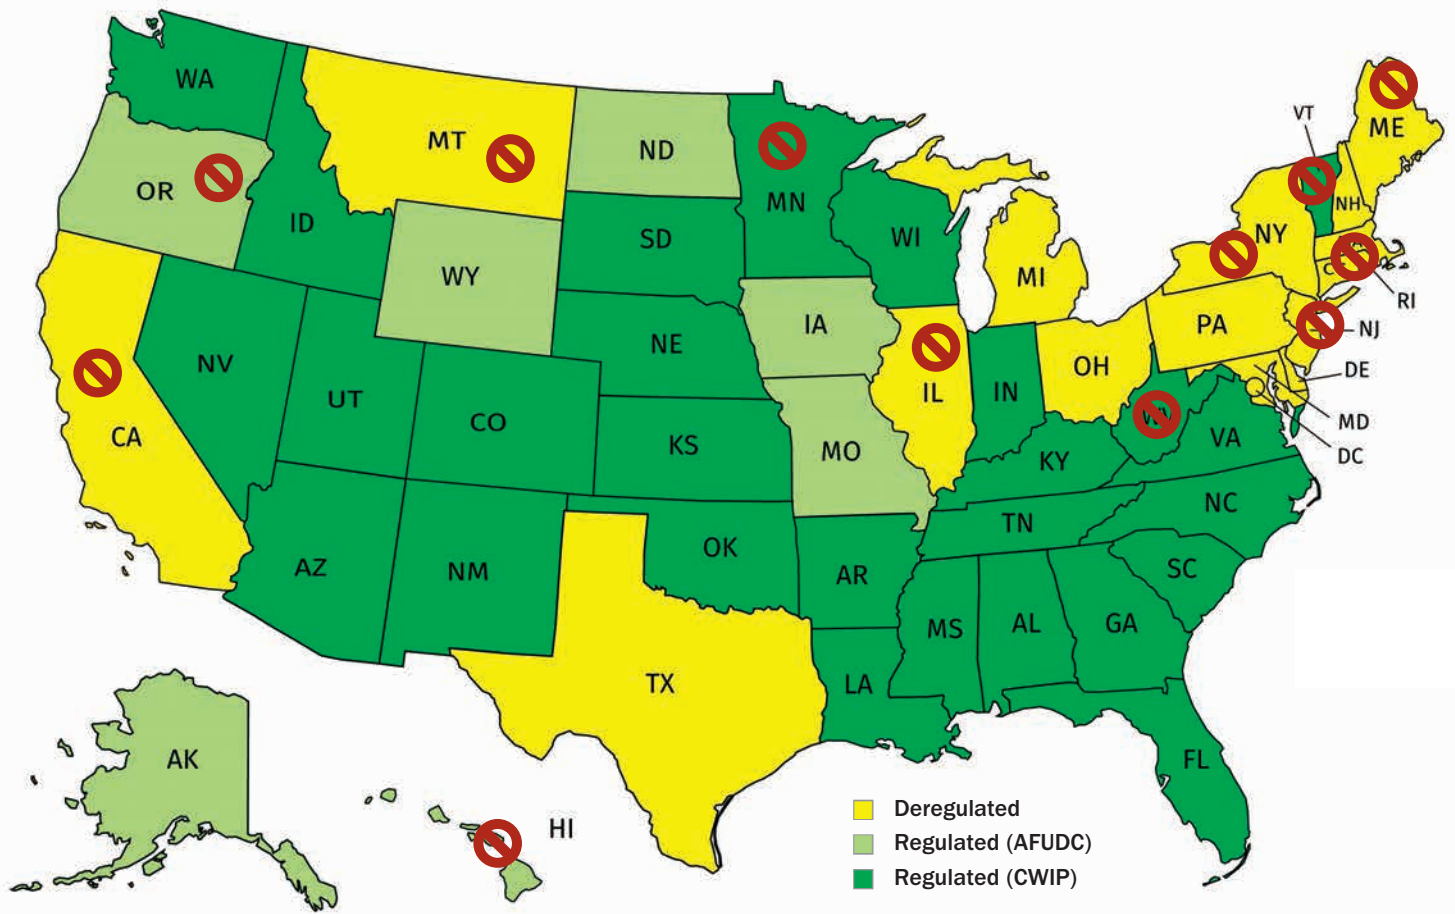 WA
MT
ND
MN
VT
ME
OR
ID
SD
WI
NH
NY
WY
MI
RI
IA
PA
NJ
NV
NE
OH
DE
UT
IL
IN
CO
MD
CA
KS
MO
KY
VA
DC
NC
TN
AZ
NM
OK
AR
SC
MS
AL
GA
TX
LA
AK
FL
HI
Deregulated
Regulated (AFUDC)
Regulated (CWIP)